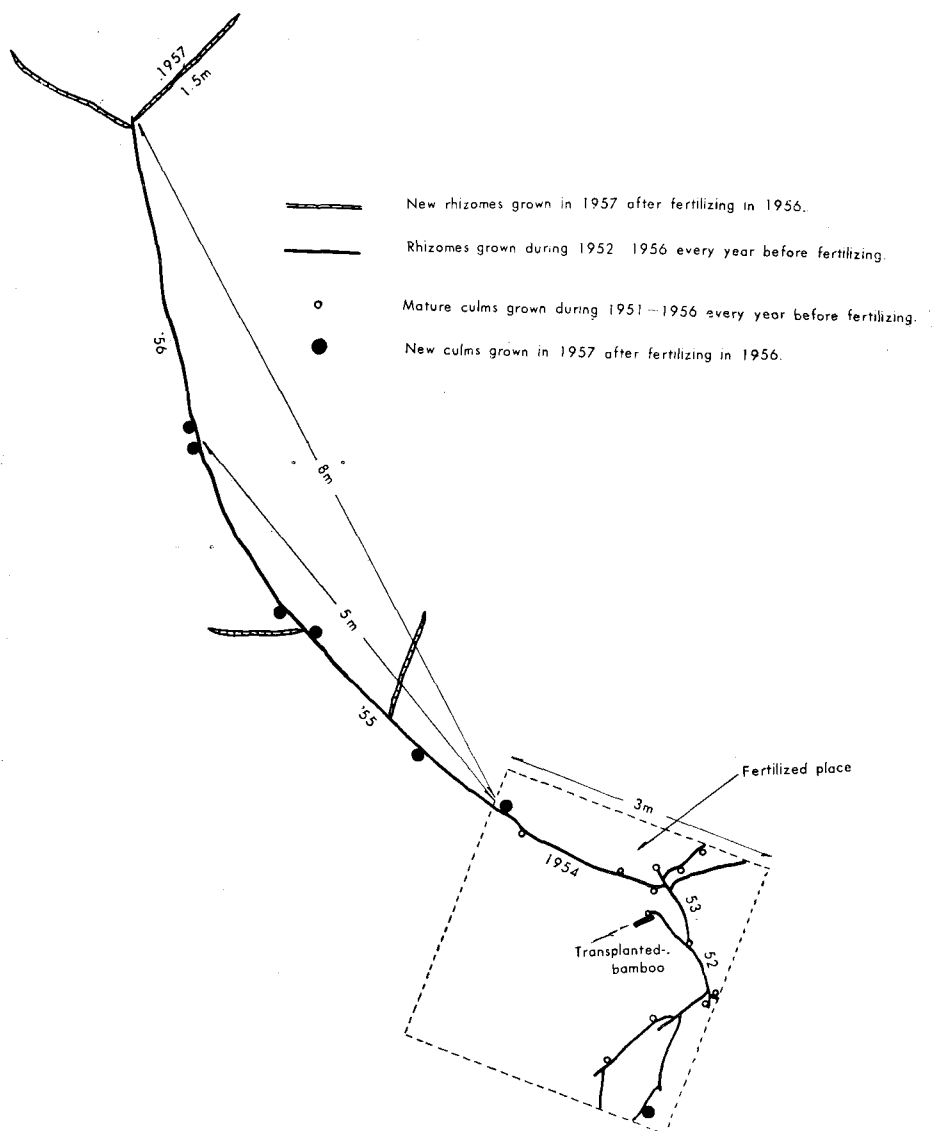 .1957
1.5m
New rhizomes grown in 1957 after fertilizing in 1956.
Rhizomes grown during 1952 1956 every year before fertilizing.
Mature culms grown during 1951-1956 every year before fertilizing.
New culms grown in 1957 after fertilizing in 1956.
'56
8m
5m
'55
Fertilized place
3m
1954
53
52
Transplanted-.
bamboo